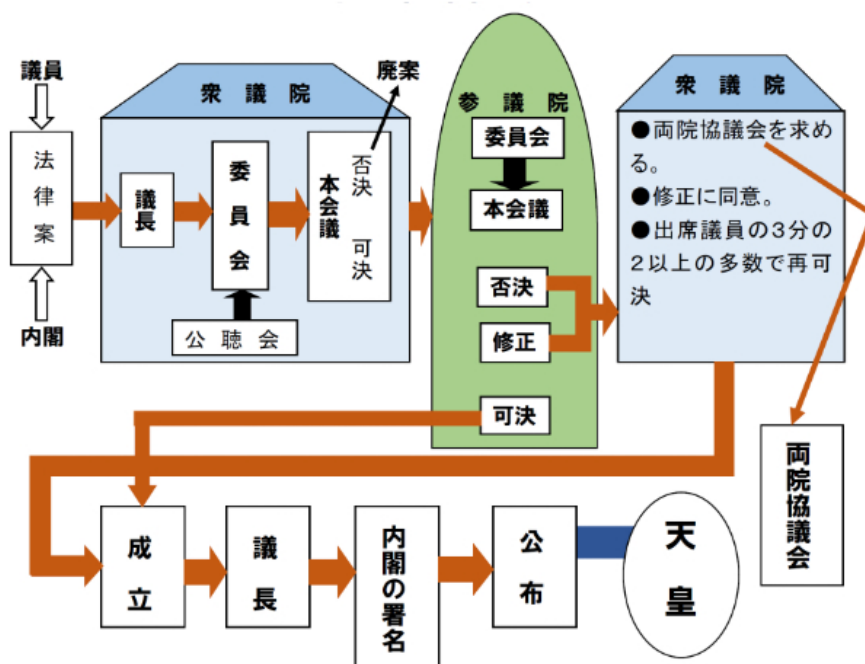 議員
法律案
内閣
衆議院
議長
委員会
公聴会
本会議
否決
可決
廃案
参議院
委員会
本会議
否決
修正
可決
衆議院
●両院協議会を求め
る。
●修正に同意。
●出席議員の3分の
2以上の多数で再可
決
両院協議会
成立
議長
内閣の署名
公布
天皇